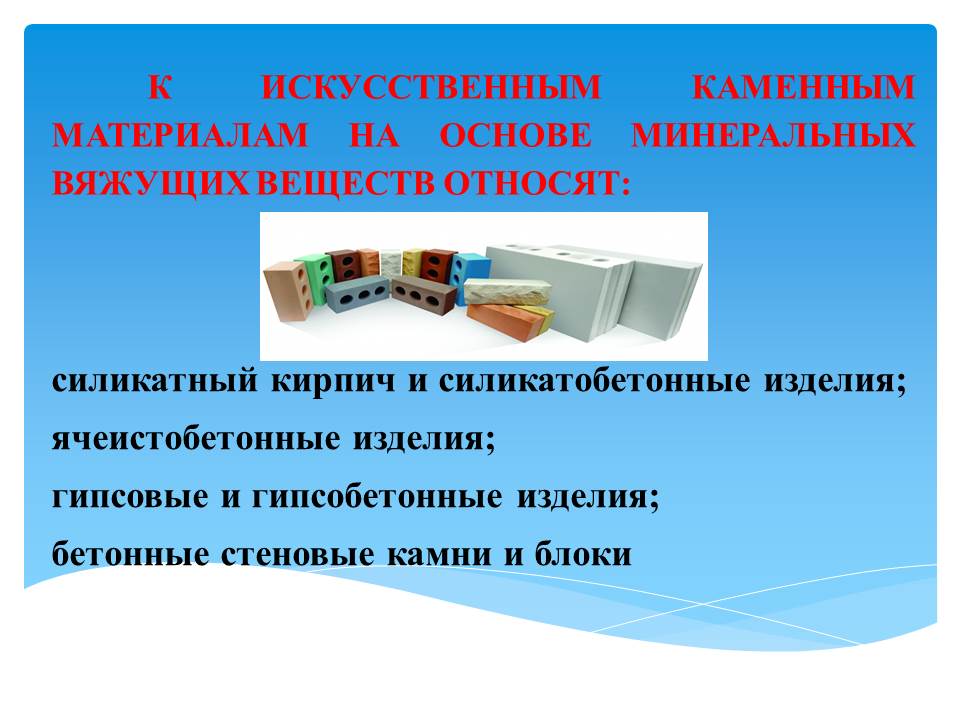 К ИСКУССТВЕННЫМ КАМЕННЫМ
МАТЕРИАЛАМ НА ОСНОВЕ МИНЕРАЛЬНЫХ
ВЯЖУЩИХ ВЕЩЕСТВ ОТНОСЯТ:
силикатный кирпич и силикатобетонные изделия;
ячеистобетонные изделия;
гипсовые и гипсобетонные изделия;
бетонные стеновые камни и блоки